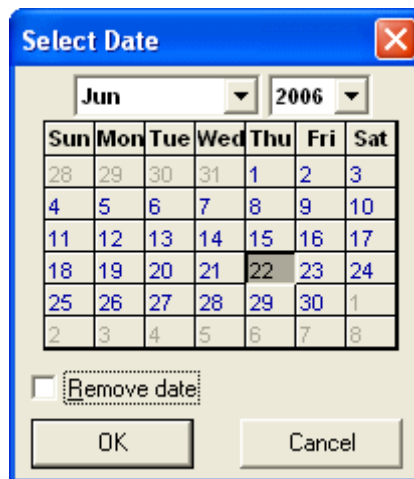 Select Date
Jun 2006
Sun Mon Tue Wed Thu Fri Sat
28 29 30 31 1 2 3
4 5 6 7 8 9 10
11 12 13 14 15 16 17
18 19 20 21 22 23 24
25 26 27 28 29 30 1
2 3 4 5 6 7 8
Remove date
OK Cancel